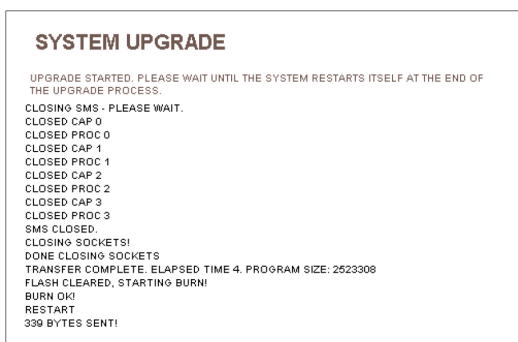 SYSTEM UPGRADE
UPGRADE STARTED. PLEASE WAIT UNTIL THE SYSTEM RESTARTS ITSELF AT THE END OF
THE UPGRADE PROCESS.
CLOSING SMS - PLEASE WAIT.
CLOSED CAP 0
CLOSED PROC 0
CLOSED CAP 1
CLOSED PROC 1
CLOSED CAP 2
CLOSED PROC 2
CLOSED CAP 3
CLOSED PROC 3
SMS CLOSED.
CLOSING SOCKETS!
DONE CLOSING SOCKETS
TRANSFER COMPLETE. ELAPSED TIME 4. PROGRAM SIZE: 2523308
FLASH CLEARED, STARTING BURN!
BURN OK!
RESTART
339 BYTES SENT!